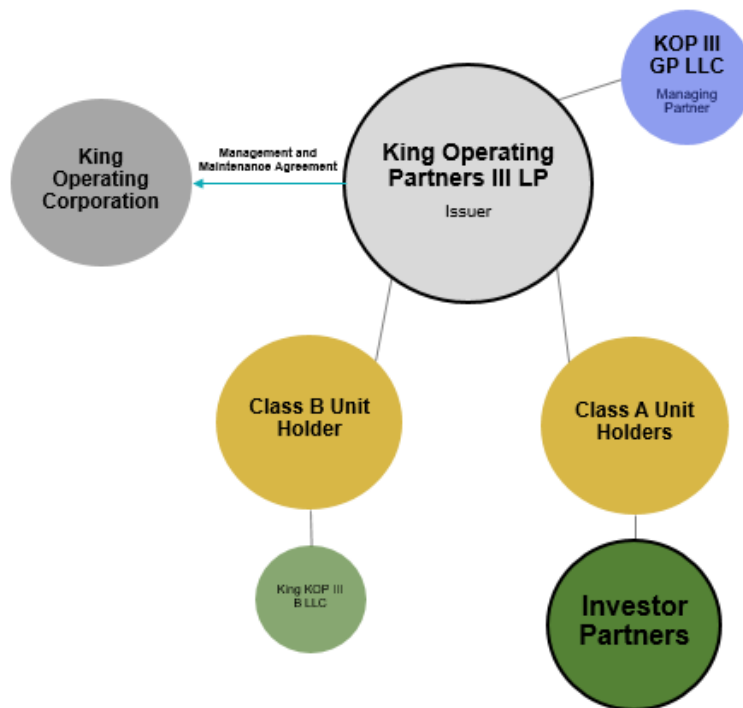 KOP III
GP LLC
Managing
Partner
King Operating
Partners III LP
Issuer
Management and
Maintenance Agreement
King
Operating
Corporation
Class B Unit
Holder
Class A Unit
Holders
King KOP III
B LLC
Investor
Partners